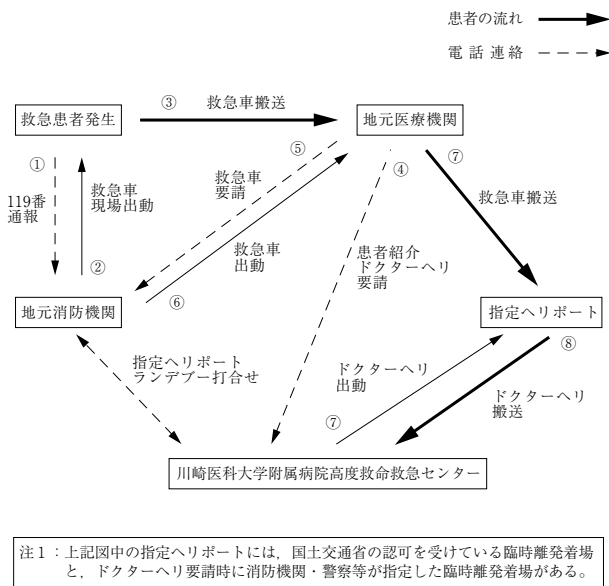 患者の流れ
電 話 連 絡
③
救急車搬送
救急患者発生
地元医療機関
①
⑤
④
⑦
119番
通報
救急車
現場出動
救急車
要請
救急車搬送
②
救急車
出動
患者紹介
ドクターヘリ
要請
⑥
地元消防機関
指定ヘリポート
⑧
指定ヘリポート
ランデブー打合せ
ドクターヘリ
出動
⑦
ドクターヘリ
搬送
川崎医科大学附属病院高度救命救急センター
注1:上記図中の指定ヘリポートには,国土交通省の認可を受けている臨時離発着場
と,ドクターヘリ要請時に消防機関・警察等が指定した臨時離発着場がある。